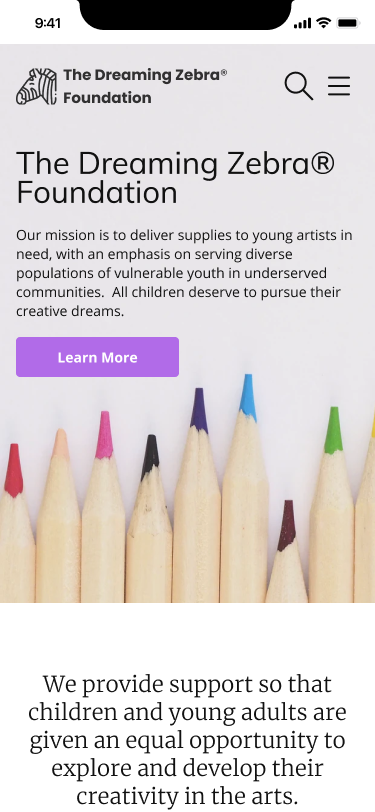 9:41
The Dreaming Zebra®
Foundation
The Dreaming Zebra®
Foundation
Our mission is to deliver supplies to young artists in
need, with an emphasis on serving diverse
populations of vulnerable youth in underserved
communities.  All children deserve to pursue their
creative dreams.
Learn More
We provide support so that
children and young adults are
given an equal opportunity to
explore and develop their
creativity in the arts.